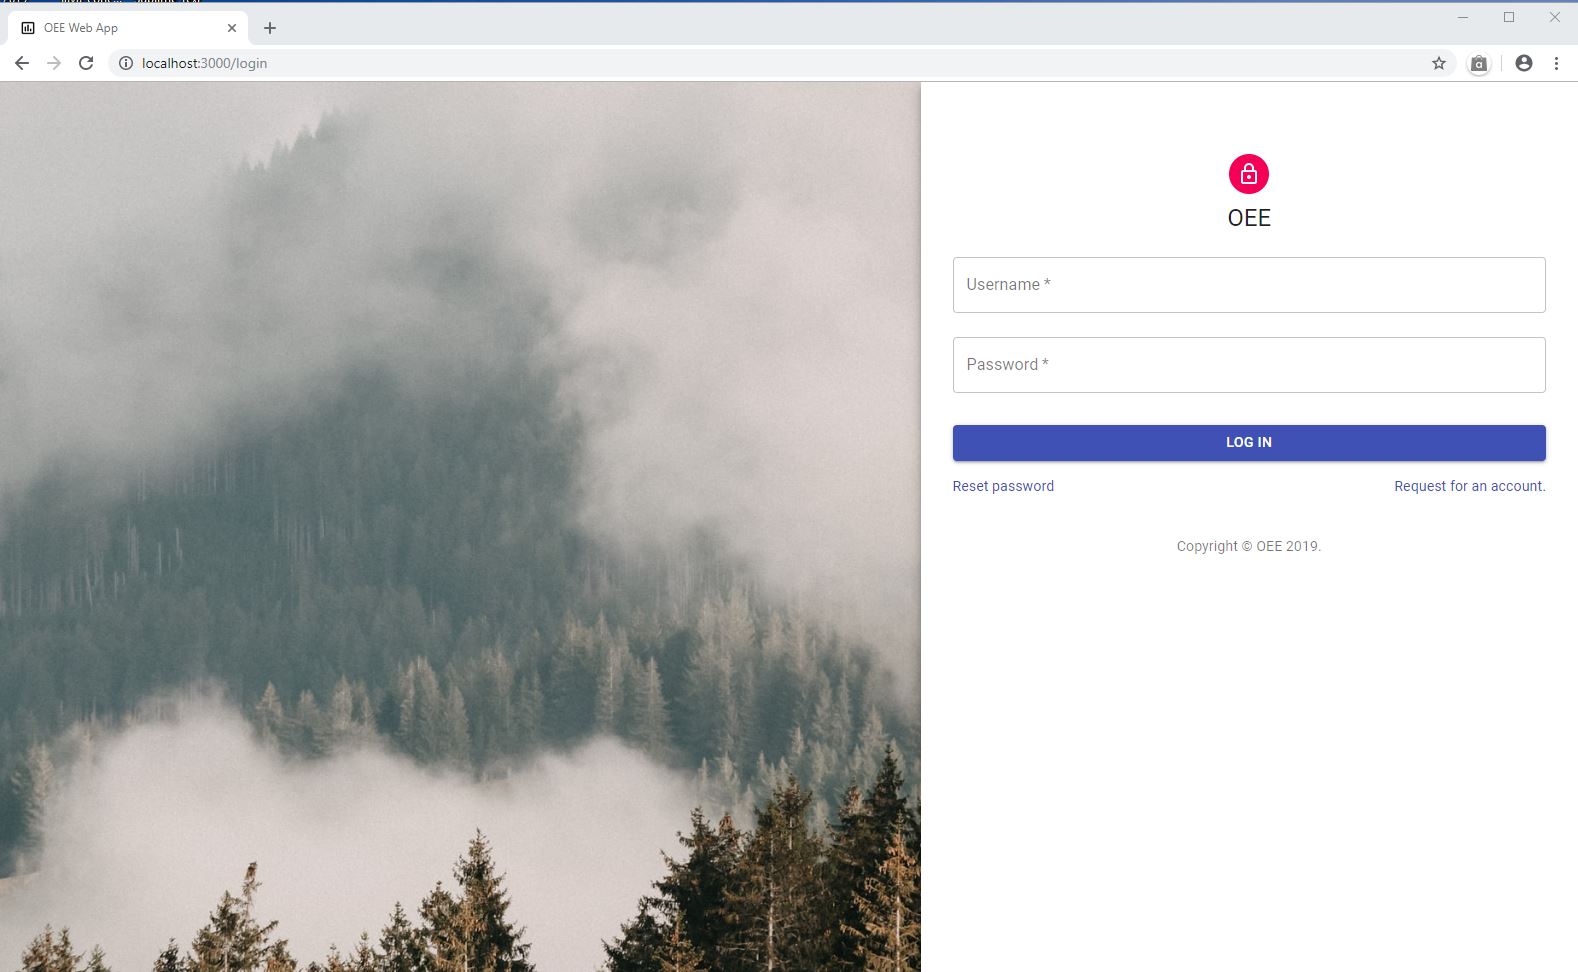 OEE Web App
localhost:3000/login
OEE
Username *
Password *
LOG IN
Reset password
Request for an account.
Copyright © OEE 2019.